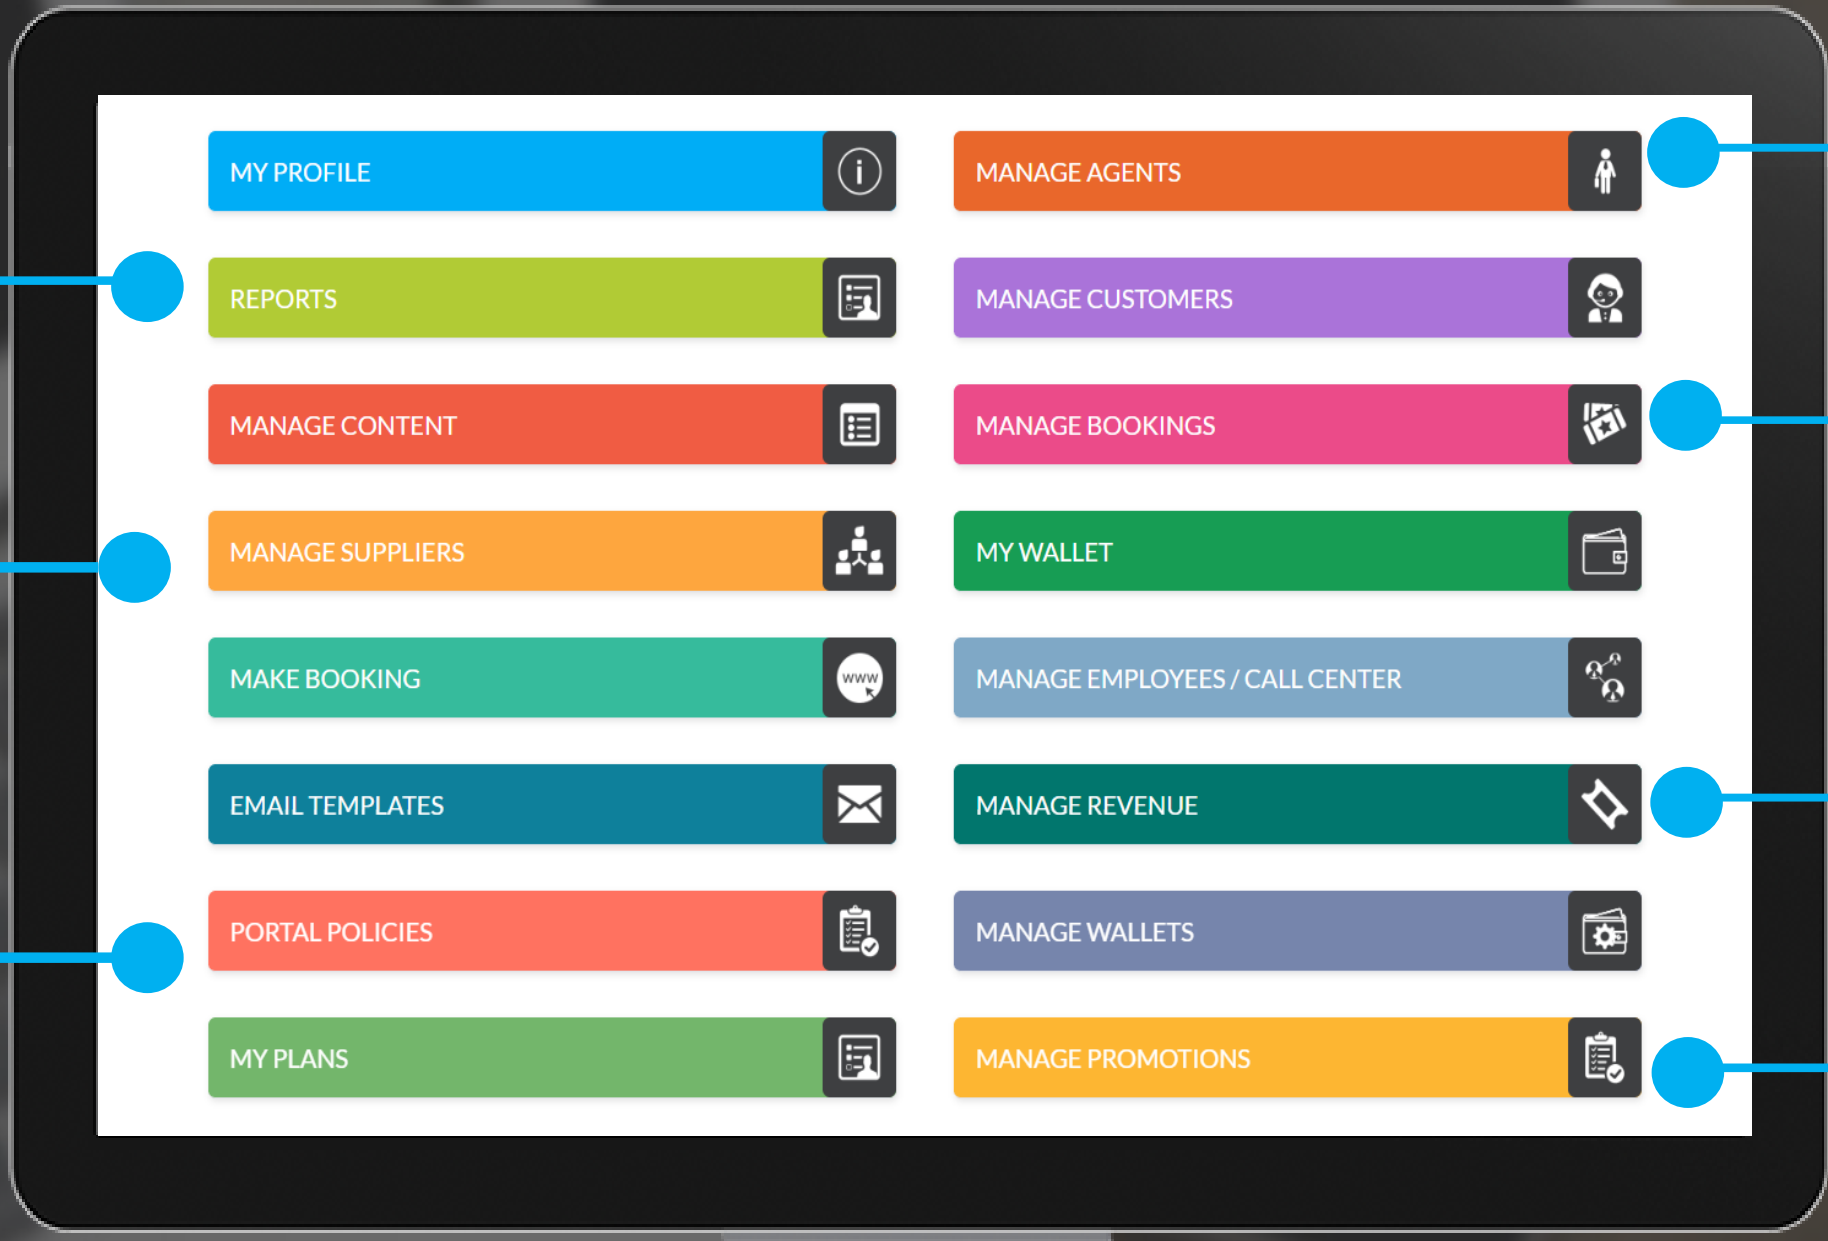 MY PROFILE
MANAGE AGENTS
REPORTS
MANAGE CUSTOMERS
MANAGE CONTENT
MANAGE BOOKINGS
MANAGE SUPPLIERS
MY WALLET
MAKE BOOKING
www
MANAGE EMPLOYEES / CALL CENTER
EMAIL TEMPLATES
MANAGE REVENUE
PORTAL POLICIES
MANAGE WALLETS
MY PLANS
MANAGE PROMOTIONS